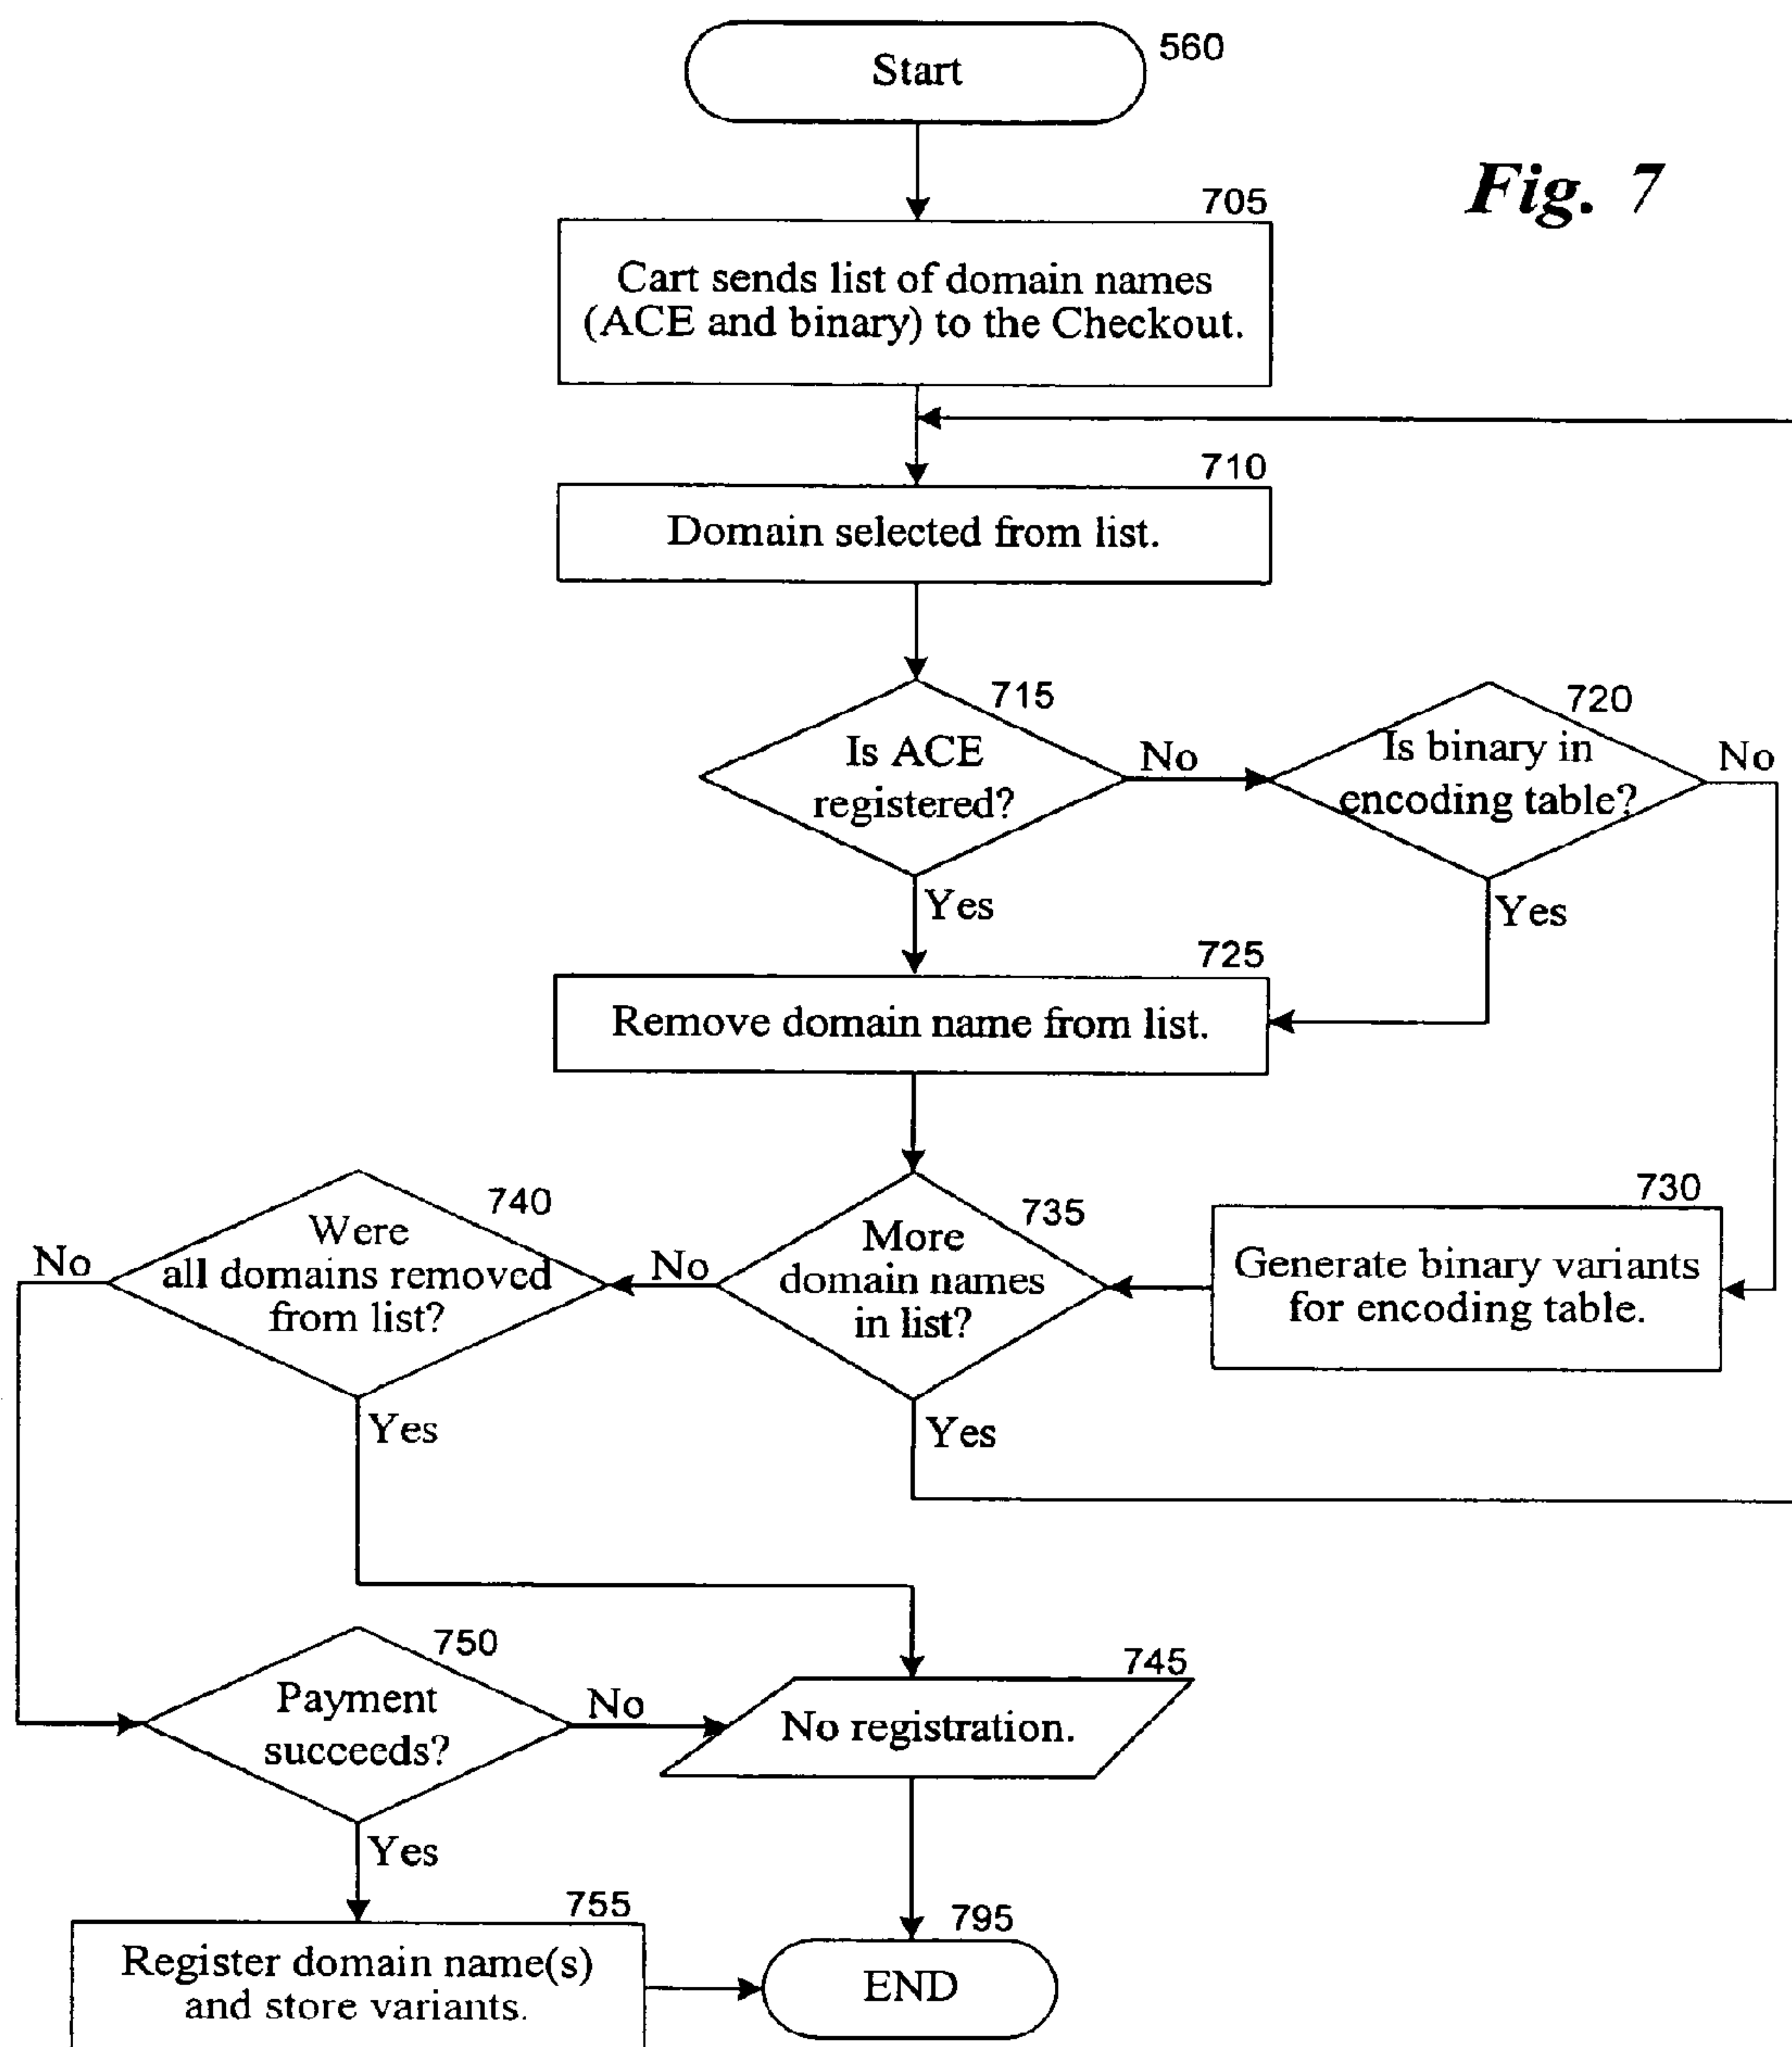 Start
560
Fig. 7
705
Cart sends list of domain names
(ACE and binary) to the Checkout.
710
Domain selected from list.
715
Is ACE
registered?
No
720
Is binary in
encoding table?
No
Yes
Yes
725
Remove domain name from list.
740
Were
all domains removed
from list?
No
No
735
More
domain names
in list?
730
Generate binary variants
for encoding table.
Yes
Yes
750
Payment
succeeds?
No
745
No registration.
Yes
755
Register domain name(s)
and store variants.
795
END